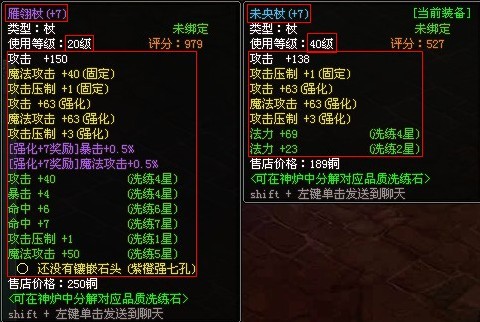 雁翎杖(+7)
类型：杖 未绑定
使用等级：20级 评分：979
攻击 +150
魔法攻击 +40(固定)
攻击压制 +1(固定)
攻击 +63(强化)
魔法攻击 +63(强化)
攻击压制 +3(强化)
[强化+7奖励]暴击+0.5%
[强化+7奖励]魔法攻击+0.5%
攻击 +40 (洗练4星)
暴击 +4 (洗练4星)
命中 +6 (洗练6星)
命中 +7 (洗练7星)
攻击压制 +1 (洗练1星)
魔法攻击 +50 (洗练5星)
还没有镶嵌石头(紫橙强七孔)
售店价格：250铜
<可在神炉中分解对应品质洗练石>
shift + 左键单击发送到聊天
未央杖(+7) [当前装备]
类型：杖 未绑定
使用等级：40级 评分：527
攻击 +138
攻击压制 +1(固定)
攻击 +63(强化)
魔法攻击 +63(强化)
攻击压制 +3(强化)
法力 +69 (洗练4星)
法力 +23 (洗练2星)
售店价格：189铜
<可在神炉中分解对应品质洗练石>
shift + 左键单击发送到聊天